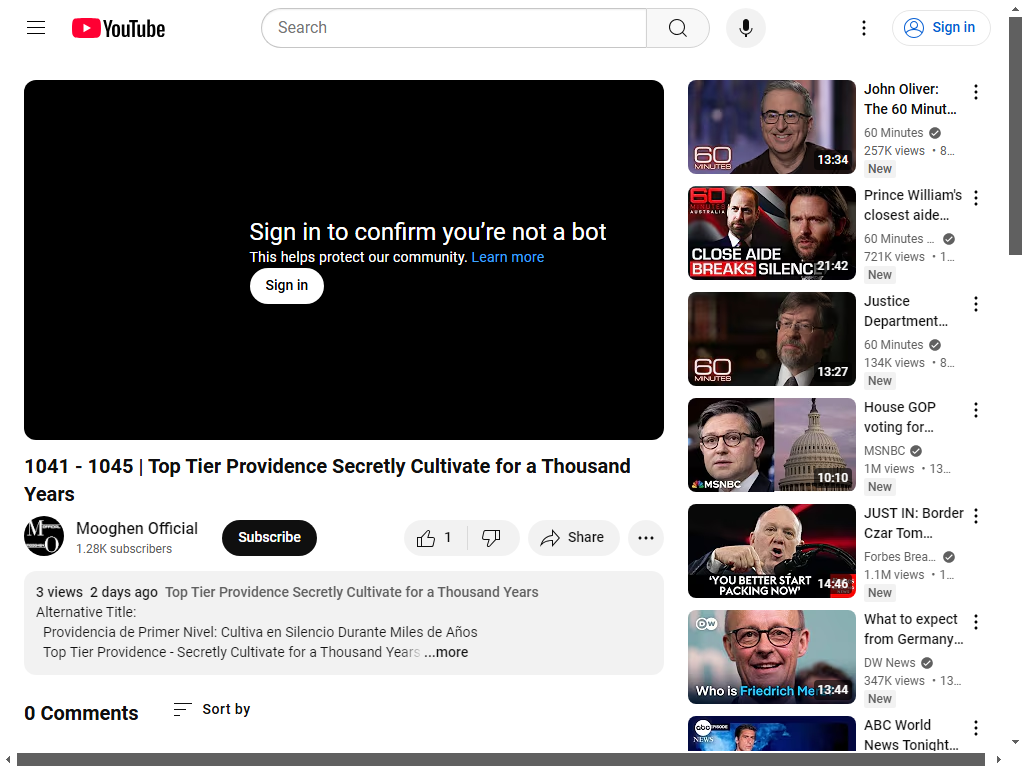 YouTube
Search
Sign in
Sign in to confirm you're not a bot
This helps protect our community. Learn more
Sign in
1041 - 1045 | Top Tier Providence Secretly Cultivate for a Thousand
Years
Mooghen Official
1.28K subscribers
Subscribe
1
Share
3 views 2 days ago Top Tier Providence Secretly Cultivate for a Thousand Years
Alternative Title:
Providencia de Primer Nivel: Cultiva en Silencio Durante Miles de Años
Top Tier Providence - Secretly Cultivate for a Thousand Years ...more
0 Comments
Sort by
60
MINUTES
13:34
John Oliver:
The 60 Minut...
60 Minutes
257K views • 8...
New
60
MINUTES
AUSTRALIA
CLOSE AIDE
BREAKS SILENCE
21:42
Prince William's
closest aide...
60 Minutes ...
721K views • 1...
New
60
MINUTES
13:27
Justice
Department...
60 Minutes
134K views • 8...
New
MSNBC
10:10
House GOP
voting for...
MSNBC
1M views • 13...
New
'YOU BETTER START
PACKING NOW'
14:46
JUST IN: Border
Czar Tom...
Forbes Brea...
1.1M views • 1...
New
DW
Who is Friedrich Me
13:44
What to expect
from Germany...
DW News
347K views • 13...
New
abc EPISODE
NEWS
ABC World
News Tonight...